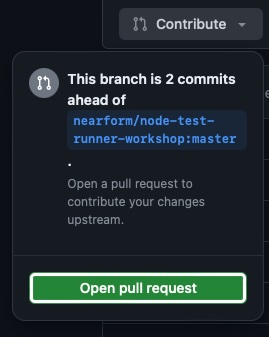 Contribute
This branch is 2 commits
ahead of
nearform/node-test-
runner-workshop:master
.
Open a pull request to
contribute your changes
upstream.
Open pull request